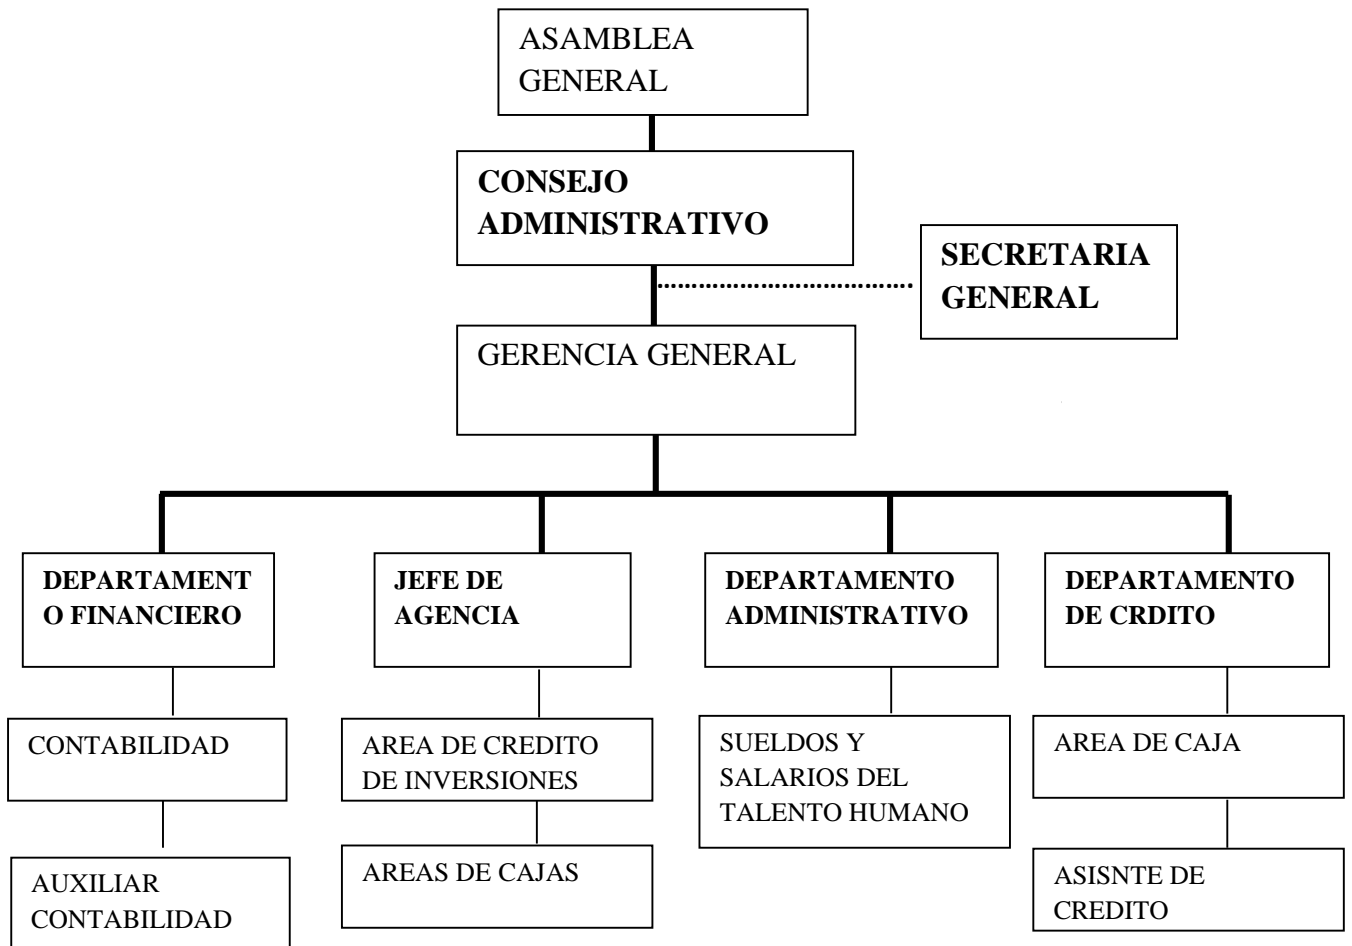 ASAMBLEA
GENERAL
CONSEJO
ADMINISTRATIVO
SECRETARIA
GENERAL
GERENCIA GENERAL
DEPARTAMENT
O FINANCIERO
JEFE DE
AGENCIA
DEPARTAMENTO
ADMINISTRATIVO
DEPARTAMENTO
DE CRDITO
CONTABILIDAD
AREA DE CREDITO
DE INVERSIONES
SUELDOS Y
SALARIOS DEL
TALENTO HUMANO
AREA DE CAJA
AUXILIAR
CONTABILIDAD
AREAS DE CAJAS
ASISNTE DE
CREDITO